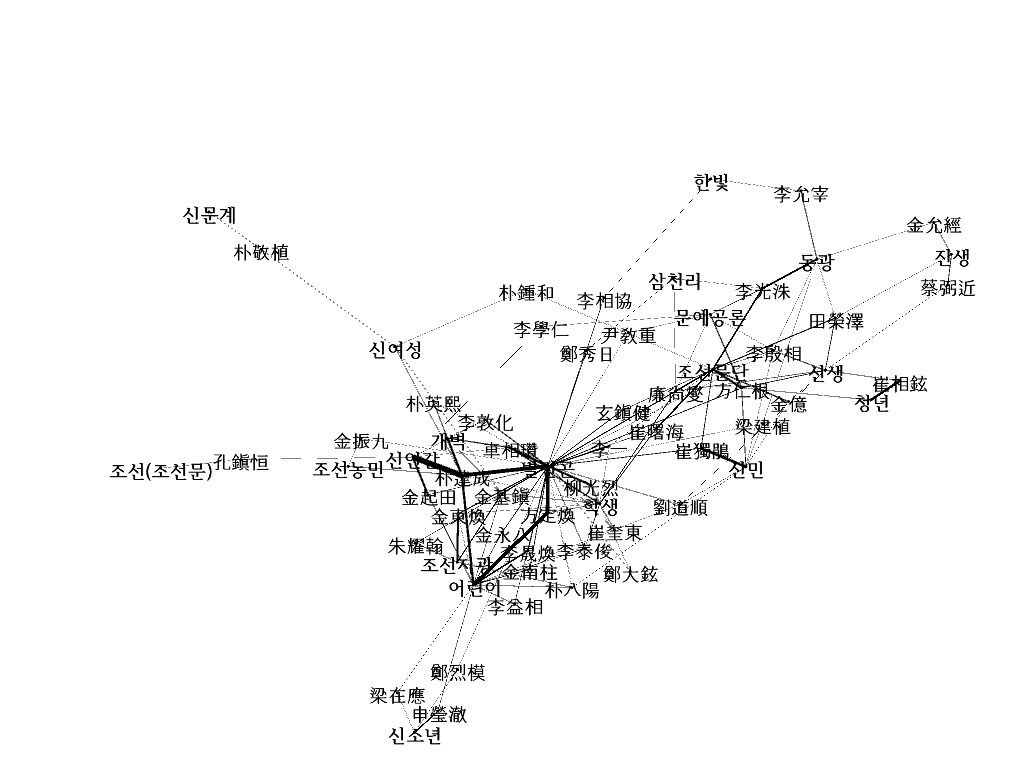 한빛
李允宰
신문계
金允經
朴敬植
잔생
동광
삼천리
蔡弼近
李光洙
朴鍾和
李相協
문예공론
田榮澤
李學仁
尹敎重
신여성
鄭秀日
李殷相
조선문단
산생
崔相鉉
廉尚燮
方仁根
朴英熙
청년
金億
玄鎭健
李敦化
梁建植
崔曙海
金振九
개벽
車相瓚
李一
崔獨鵑
孔鎭恒
신인간
조선(조선문)
조선농민
산민
朴達成
柳光烈
金起田
金基鎭
학생
劉道順
金東煥
方定煥
金永八
崔奎東
朱耀翰
李晟煥
李泰俊
조선지광
金南柱
鄭大鉉
어린이
朴八陽
李益相
鄭烈模
梁在應
申瑩澈
신소년